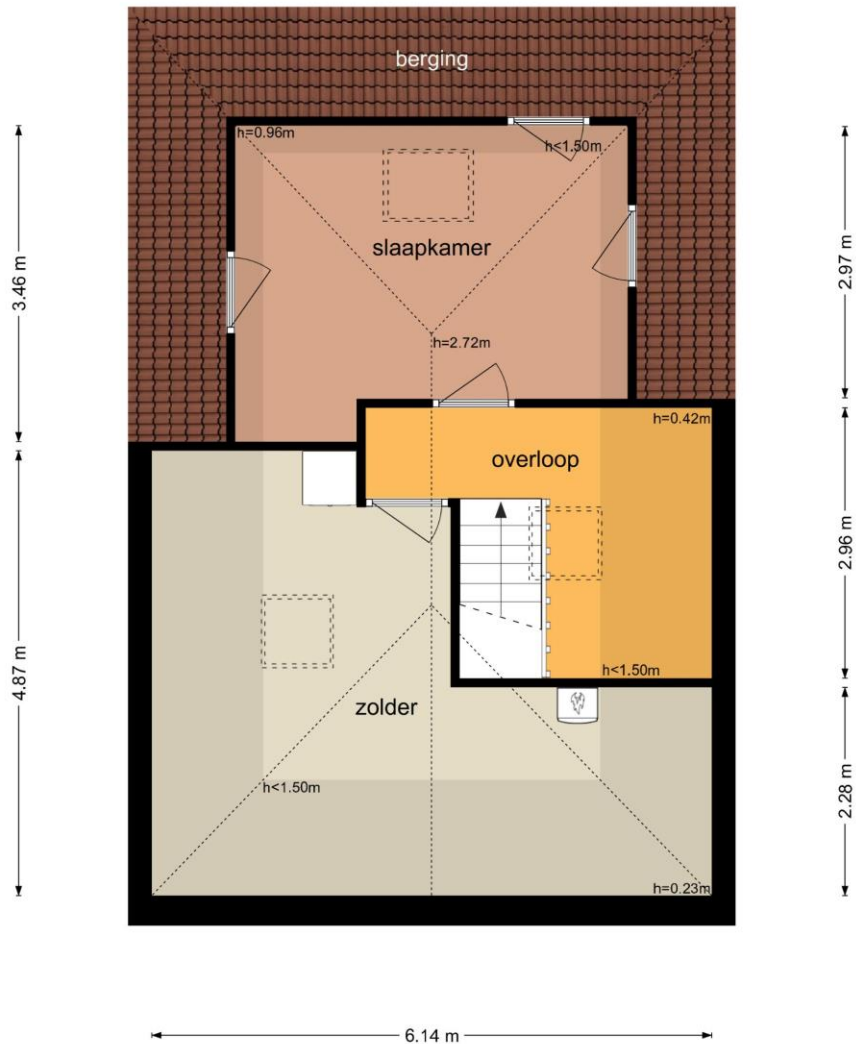 berging
h=0.96m
h<1.50m
slaapkamer
h=2.72m
3.46 m
2.97 m
h=0.42m
overloop
2.96 m
h<1.50m
4.87 m
zolder
h<1.50m
2.28 m
h=0.23m
6.14 m